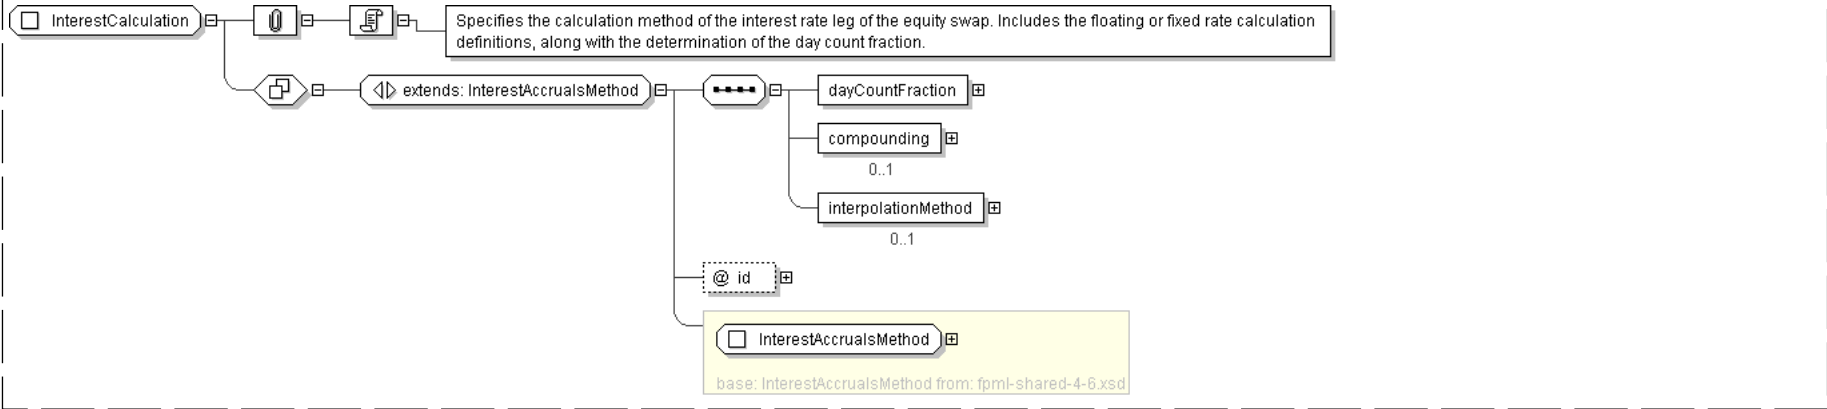 InterestCalculation
Specifies the calculation method of the interest rate leg of the equity swap. Includes the floating or fixed rate calculation
definitions, along with the determination of the day count fraction.
extends: InterestAccrualsMethod
dayCountFraction
compounding
0..1
interpolationMethod
0..1
@ id
InterestAccrualsMethod
base: InterestAccrualsMethod from: fpml-shared-4-6.xsd